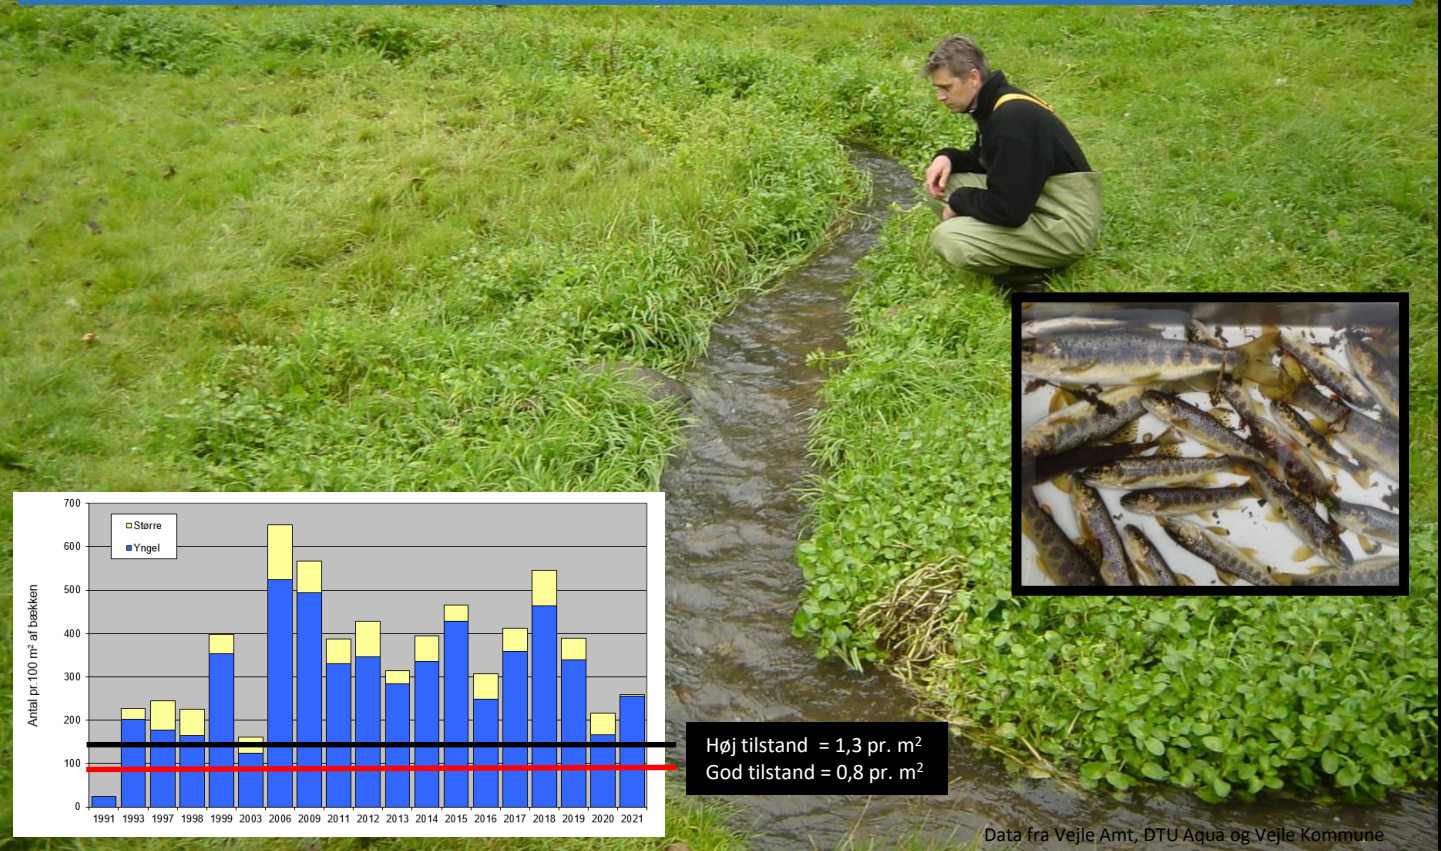 700
600
500
400
300
200
100
0
Antal pr.100 m² af bækken
Større
Yngel
1991 1993 1997 1998 1999 2003 2006 2009 2011 2012 2013 2014 2015 2016 2017 2018 2019 2020 2021
Høj tilstand = 1,3 pr. m²
God tilstand = 0,8 pr. m²
Data fra Vejle Amt, DTU Aqua og Vejle Kommune